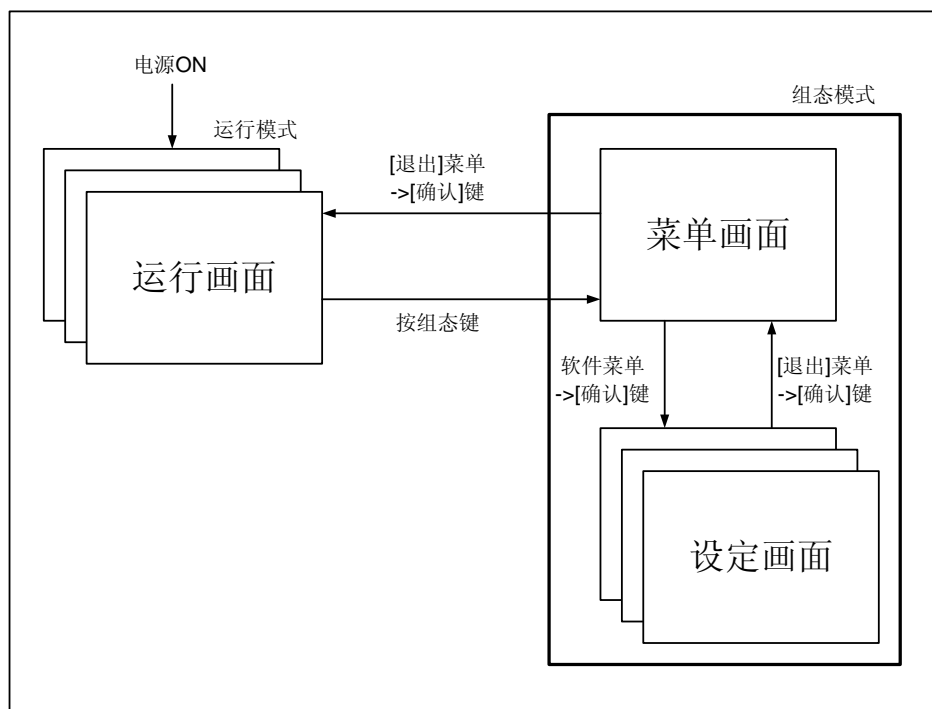 电源ON
运行模式
组态模式
[退出]菜单
->[确认]键
菜单画面
运行画面
按组态键
软件菜单
->[确认]键
[退出]菜单
->[确认]键
设定画面